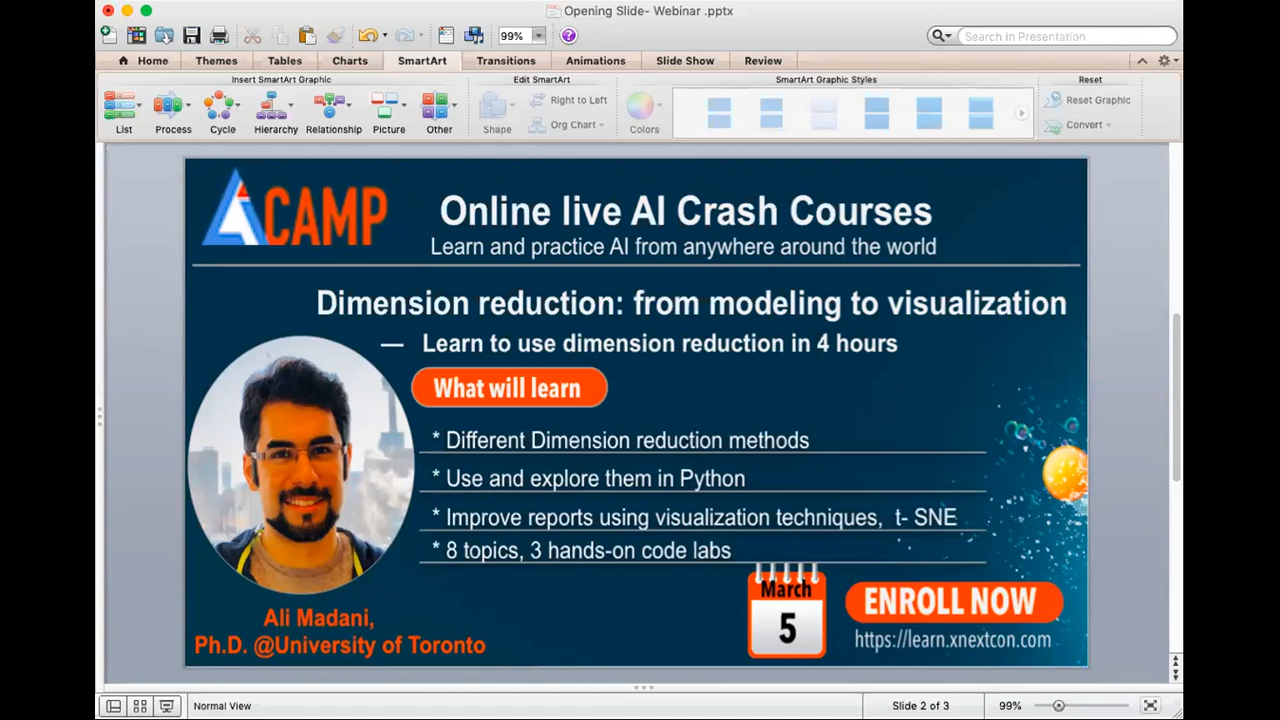 Opening Slide- Webinar .pptx
99%
Search in Presentation
Home Themes Tables Charts SmartArt Transitions Animations Slide Show Review
Insert SmartArt Graphic Edit SmartArt SmartArt Graphic Styles Reset
List Process Cycle Hierarchy Relationship Picture Other Shape Right to Left Org Chart Colors Reset Graphic Convert
CAMP
Online live AI Crash Courses
Learn and practice AI from anywhere around the world
Dimension reduction: from modeling to visualization
— Learn to use dimension reduction in 4 hours
What will learn
* Different Dimension reduction methods
* Use and explore them in Python
* Improve reports using visualization techniques, t- SNE
* 8 topics, 3 hands-on code labs
March
5
ENROLL NOW
https://learn.xnextcon.com
Ali Madani,
Ph.D. @University of Toronto
Normal View Slide 2 of 3 99%